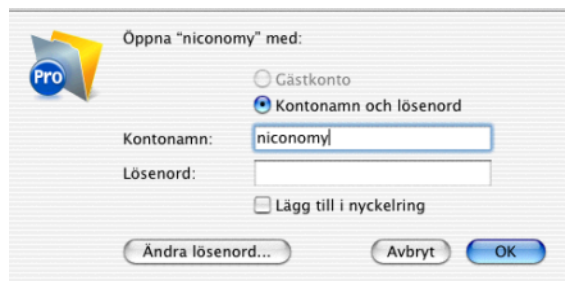 Öppna “niconomy” med:
Pro
Gästkonto
Kontonamn och lösenord
Kontonamn: niconomy
Lösenord:
Lägg till i nyckelring
Ändra lösenord... Avbryt OK